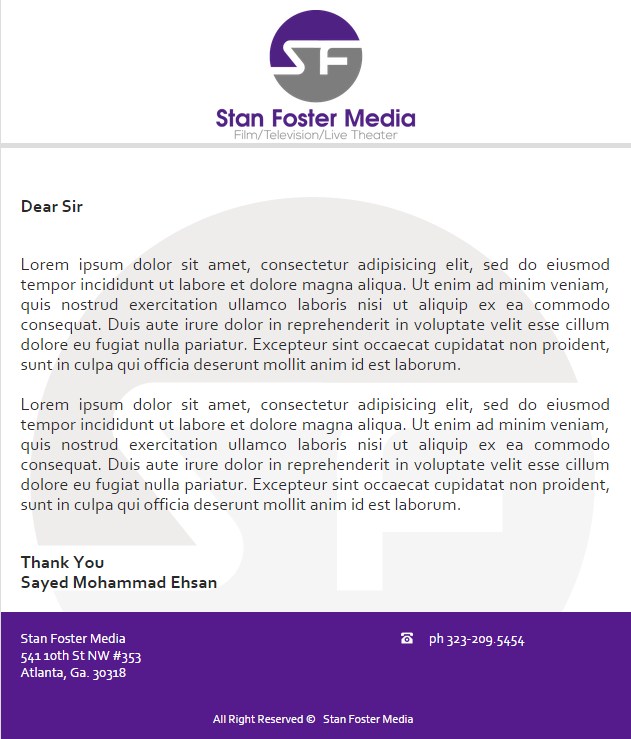 SF
Stan Foster Media
Film/Television/Live Theater
Dear Sir
Lorem ipsum dolor sit amet, consectetur adipisicing elit, sed do eiusmod
tempor incididunt ut labore et dolore magna aliqua. Ut enim ad minim veniam,
quis nostrud exercitation ullamco laboris nisi ut aliquip ex ea commodo
consequat. Duis aute irure dolor in reprehenderit in voluptate velit esse cillum
dolore eu fugiat nulla pariatur. Excepteur sint occaecat cupidatat non proident,
sunt in culpa qui officia deserunt mollit anim id est laborum.
Lorem ipsum dolor sit amet, consectetur adipisicing elit, sed do eiusmod
tempor incididunt ut labore et dolore magna aliqua. Ut enim ad minim veniam,
quis nostrud exercitation ullamco laboris nisi ut aliquip ex ea commodo
consequat. Duis aute irure dolor in reprehenderit in voluptate velit esse cillum
dolore eu fugiat nulla pariatur. Excepteur sint occaecat cupidatat non proident,
sunt in culpa qui officia deserunt mollit anim id est laborum.
SF
Thank You
Sayed Mohammad Ehsan
Stan Foster Media
541 10th St NW #353
Atlanta, Ga. 30318
ph 323-209.5454
All Right Reserved © Stan Foster Media